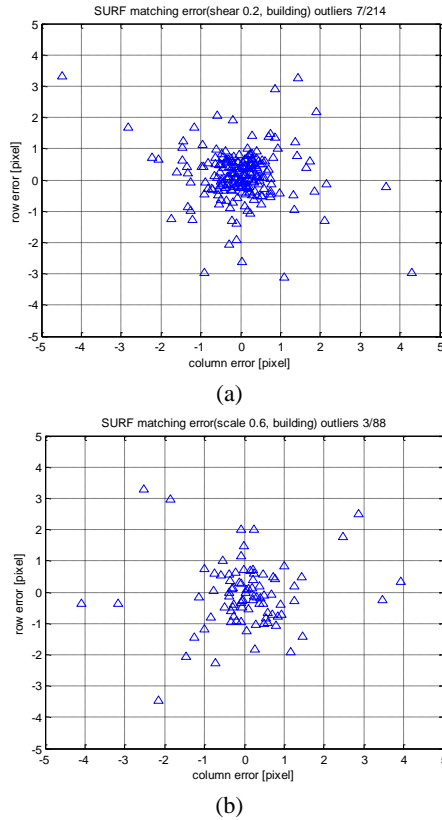 SURF matching error(shear 0.2, building) outliers 7/214
5
4
3
2
1
0
-1
-2
-3
-4
-5
row error [pixel]
-5 -4 -3 -2 -1 0 1 2 3 4 5
column error [pixel]
(a)
SURF matching error(scale 0.6, building) outliers 3/88
5
4
3
2
1
0
-1
-2
-3
-4
-5
row error [pixel]
-5 -4 -3 -2 -1 0 1 2 3 4 5
column error [pixel]
(b)